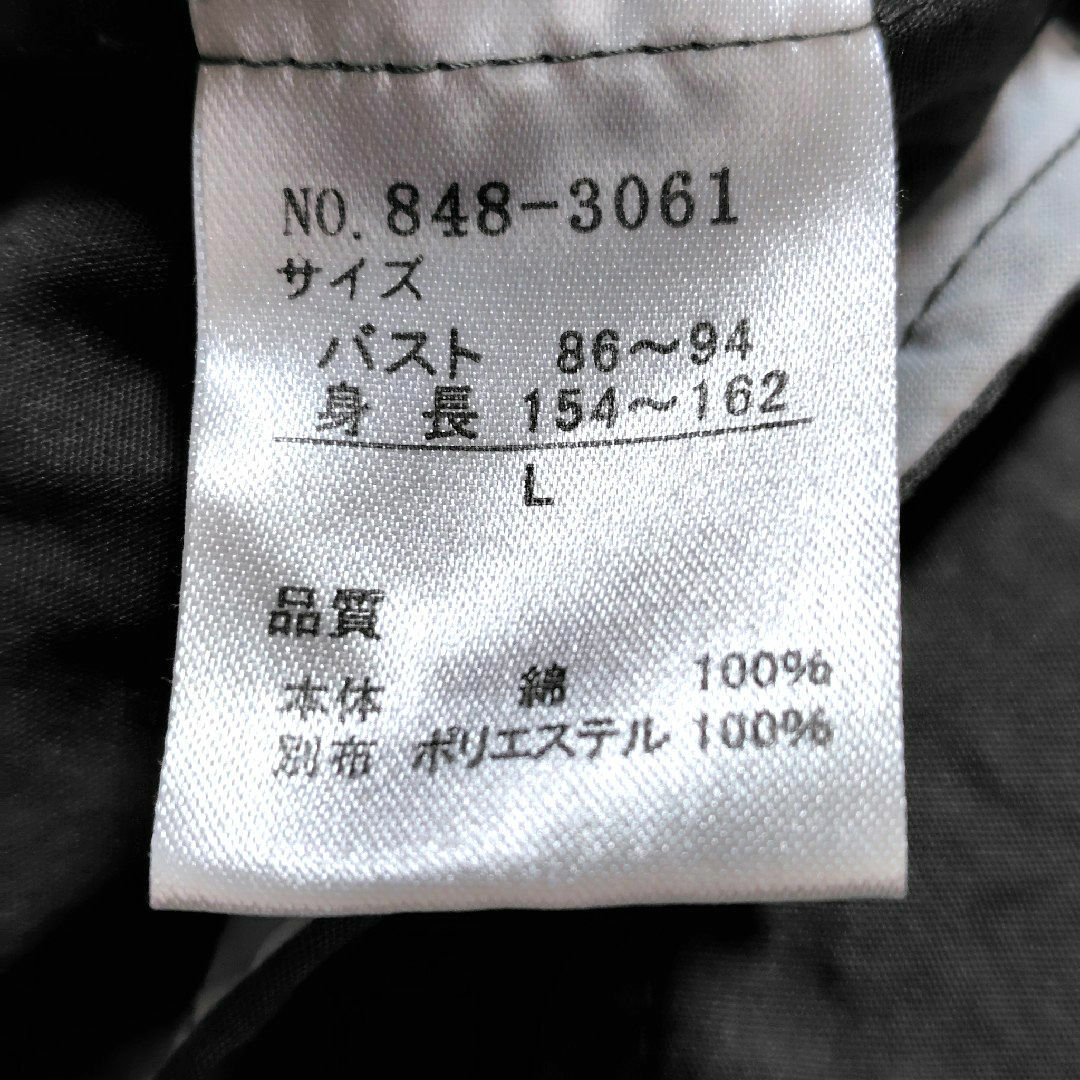 NO. 848-3061
サイズ
バスト 86～94
身 長 154～162
L
品質
本体 綿 100%
別布 ポリエステル 100%